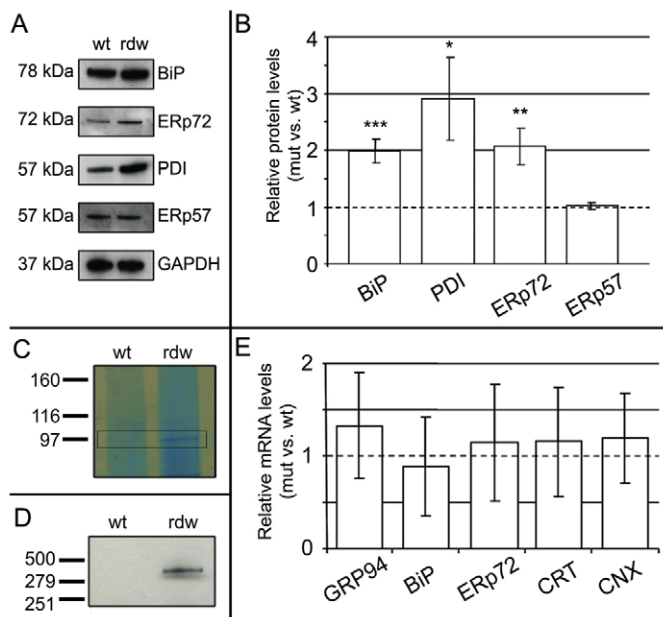 A
wt rdw
78 kDa BiP
72 kDa ERp72
57 kDa PDI
57 kDa ERp57
37 kDa GAPDH
B
Relative protein levels
(mut vs. wt)
4
3
2
1
0
***
*
**
BiP PDI ERp72 ERp57
C
wt rdw
160
116
97
D
wt rdw
500
279
251
E
Relative mRNA levels
(mut vs. wt)
2
1
0
GRP94 BiP ERp72 CRT CNX